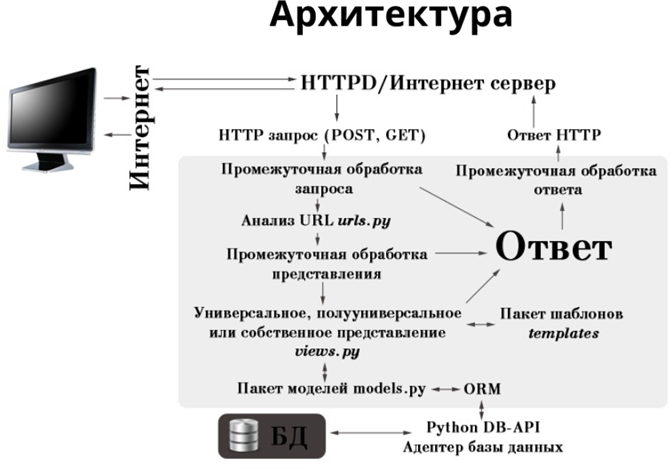 Архитектура
Интернет
HTTPD/Интернет сервер
HTTP запрос (POST, GET)
Ответ HTTP
Промежуточная обработка
запроса
Промежуточная обработка
ответа
Анализ URL urls.py
Ответ
Промежуточная обработка
представления
Универсальное, полууниверсальное
или собственное представление
views.py
Пакет шаблонов
templates
Пакет моделей models.py
ORM
БД
Python DB-API
Адептер базы данных